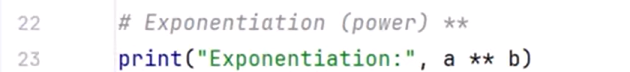 22 # Exponentiation (power) **
23 print("Exponentiation:", a ** b)